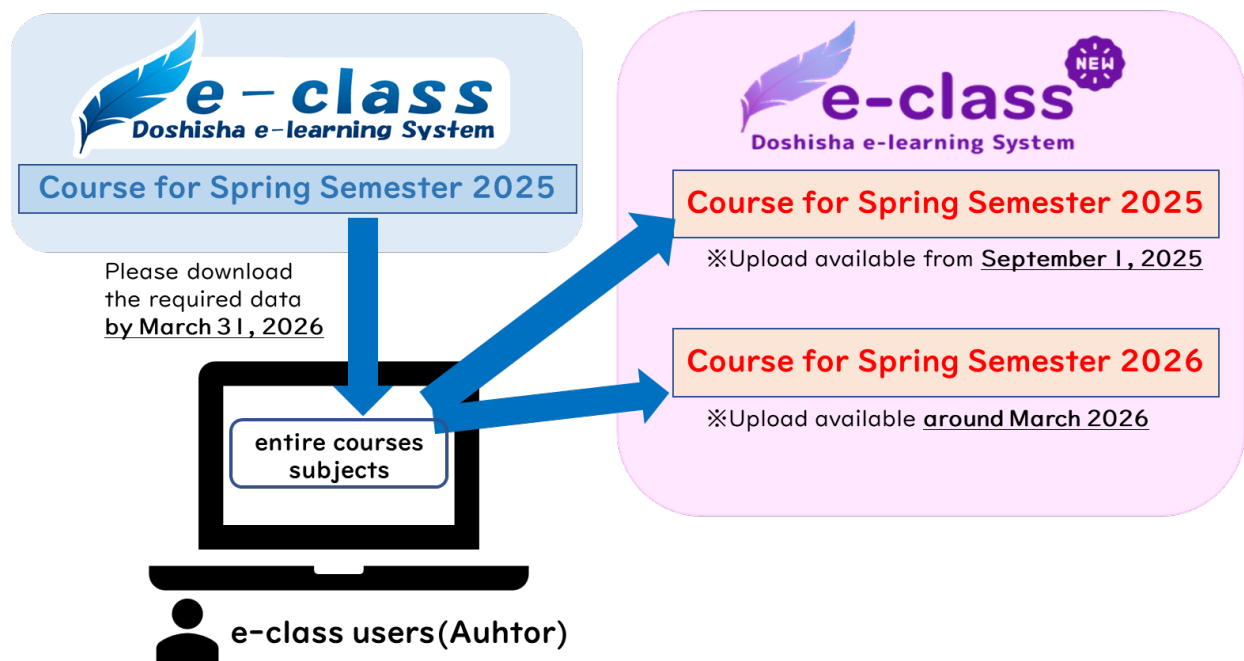 e-class
Doshisha e-learning System
Course for Spring Semester 2025
Please download
the required data
by March 31, 2026
entire courses
subjects
e-class users(Auhtor)
e-class
NEW
Doshisha e-learning System
Course for Spring Semester 2025
※Upload available from September 1, 2025
Course for Spring Semester 2026
※Upload available around March 2026